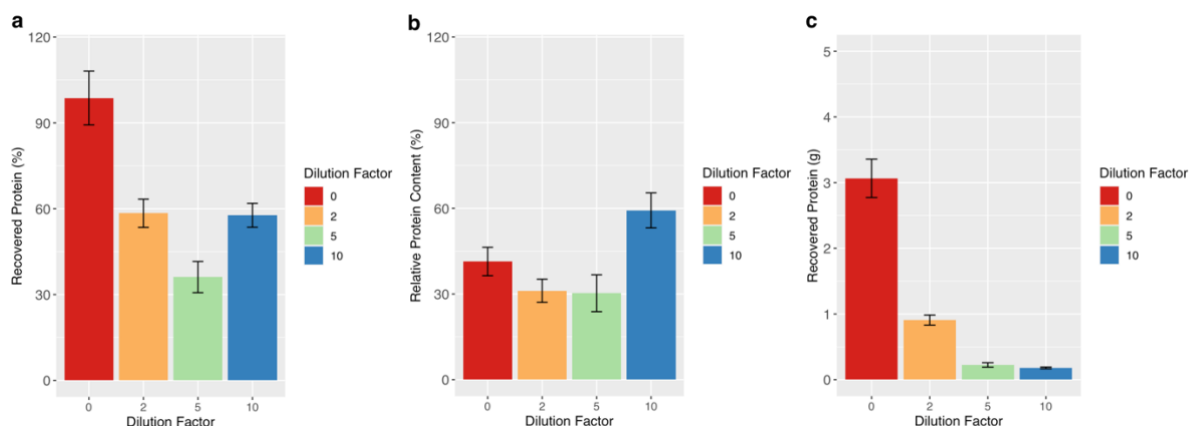 a
120
90
60
30
0
Recovered Protein (%)
0 2 5 10
Dilution Factor
Dilution Factor
0
2
5
10
b
120
90
60
30
0
Relative Protein Content (%)
0 2 5 10
Dilution Factor
Dilution Factor
0
2
5
10
c
5
4
3
2
1
0
Recovered Protein (g)
0 2 5 10
Dilution Factor
Dilution Factor
0
2
5
10